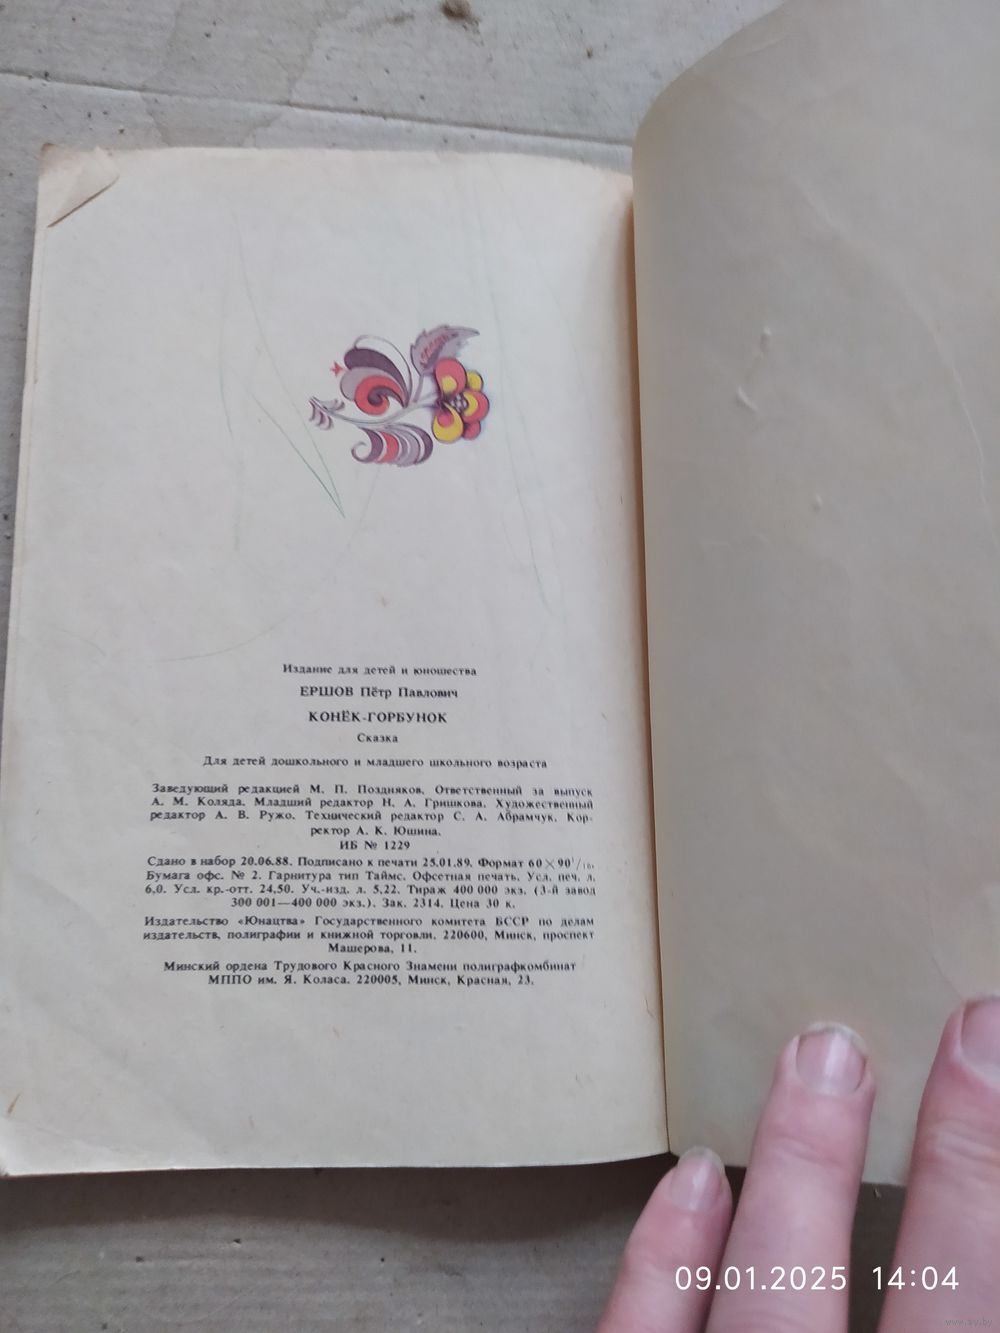 Издание для детей и юношества
ЕРШОВ Пётр Павлович
КОНЁК-ГОРБУНОК
Сказка
Для детей дошкольного и младшего школьного возраста
Заведующий редакцией М. П. Поздняков. Ответственный за выпуск
А. М. Коляда. Младший редактор Н. А. Гришкова. Художественный
редактор А. В. Ружо. Технический редактор С. А. Абрамчук. Кор-
ректор А. К. Юшина.
ИБ № 1229
Сдано в набор 20.06.88. Подписано к печати 25.01.89. Формат 60×90¹/₁₆.
Бумага офс. № 2. Гарнитура тип Таймс. Офсетная печать. Усл. печ. л.
6,0. Усл. кр.-отт. 24,50. Уч.-изд. л. 5,22. Тираж 400 000 экз. (3-й завод
300 001—400 000 экз.). Зак. 2314. Цена 30 к.
Издательство «Юнацтва» Государственного комитета БССР по делам
издательств, полиграфии и книжной торговли. 220600, Минск, проспект
Машерова, 11.
Минский ордена Трудового Красного Знамени полиграфкомбинат
МППО им. Я. Коласа. 220005, Минск, Красная, 23.
09.01.2025 14:04
www.ay.by